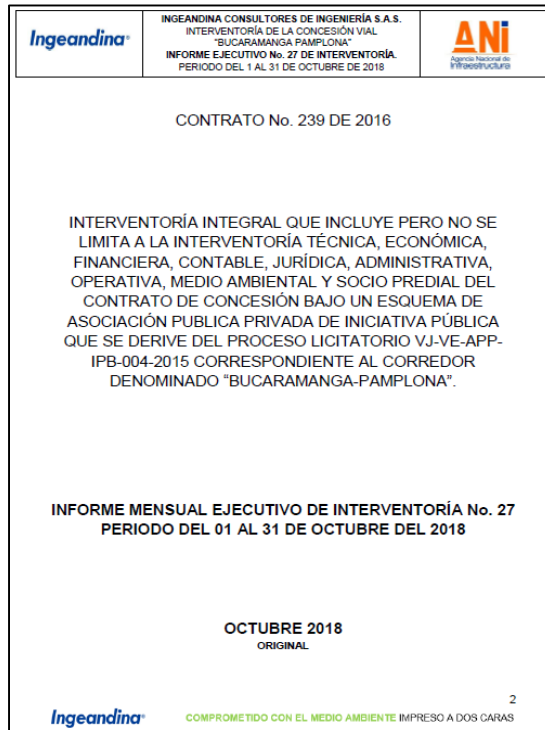 Ingeandina
INGEANDINA CONSULTORES DE INGENIERÍA S.A.S.
INTERVENTORÍA DE LA CONCESIÓN VIAL
"BUCARAMANGA PAMPLONA"
INFORME EJECUTIVO No. 27 DE INTERVENTORÍA.
PERIODO DEL 1 AL 31 DE OCTUBRE DE 2018
ANI
Agencia Nacional de
Infraestructura
CONTRATO No. 239 DE 2016
INTERVENTORÍA INTEGRAL QUE INCLUYE PERO NO SE
LIMITA A LA INTERVENTORÍA TÉCNICA, ECONÓMICA,
FINANCIERA, CONTABLE, JURÍDICA, ADMINISTRATIVA,
OPERATIVA, MEDIO AMBIENTAL Y SOCIO PREDIAL DEL
CONTRATO DE CONCESIÓN BAJO UN ESQUEMA DE
ASOCIACIÓN PUBLICA PRIVADA DE INICIATIVA PÚBLICA
QUE SE DERIVE DEL PROCESO LICITATORIO VJ-VE-APP-
IPB-004-2015 CORRESPONDIENTE AL CORREDOR
DENOMINADO "BUCARAMANGA-PAMPLONA".
INFORME MENSUAL EJECUTIVO DE INTERVENTORÍA No. 27
PERIODO DEL 01 AL 31 DE OCTUBRE DEL 2018
OCTUBRE 2018
ORIGINAL
2
Ingeandina
COMPROMETIDO CON EL MEDIO AMBIENTE IMPRESO A DOS CARAS